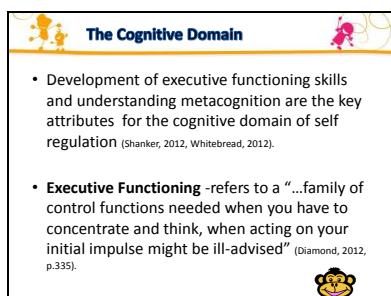 The Cognitive Domain
• Development of executive functioning skills
and understanding metacognition are the key
attributes for the cognitive domain of self
regulation (Shanker, 2012, Whitebread, 2012).
• Executive Functioning -refers to a “…family of
control functions needed when you have to
concentrate and think, when acting on your
initial impulse might be ill-advised” (Diamond, 2012,
p.335).